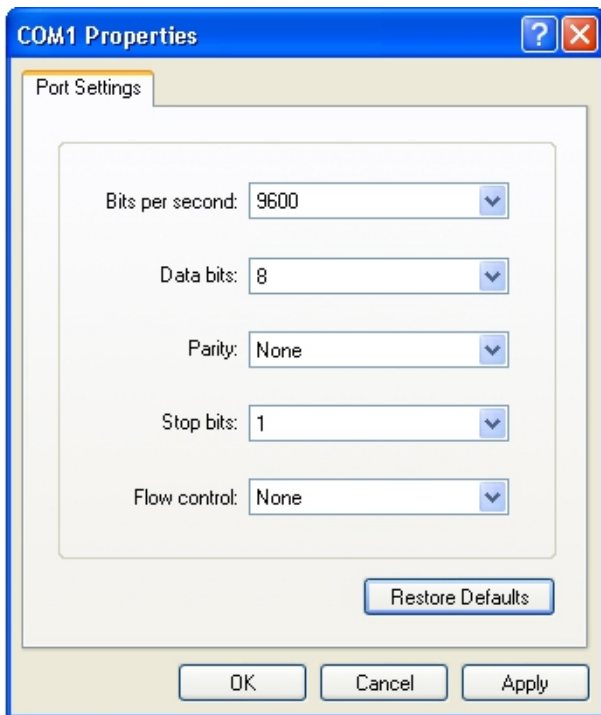 COM1 Properties
Port Settings
Bits per second: 9600
Data bits: 8
Parity: None
Stop bits: 1
Flow control: None
Restore Defaults
OK Cancel Apply